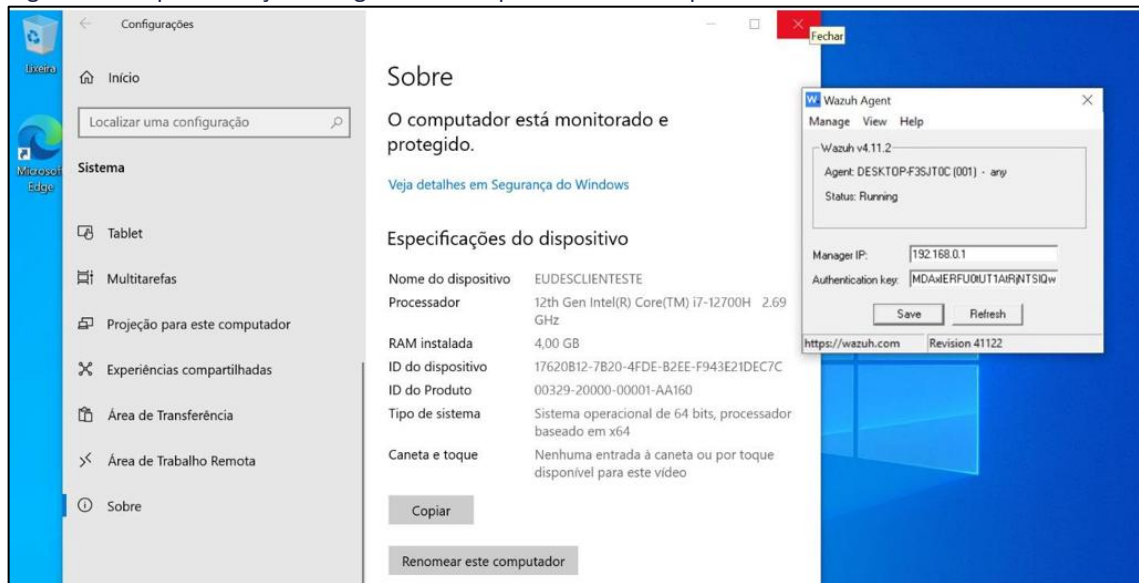 Configurações
Fechar
Lixeira
Início
Localizar uma configuração
Microsoft
Edge
Sistema
Tablet
Multitarefas
Projeção para este computador
Experiências compartilhadas
Área de Transferência
Área de Trabalho Remota
Sobre
Sobre
O computador está monitorado e
protegido.
Veja detalhes em Segurança do Windows
Especificações do dispositivo
Nome do dispositivo EUDESCLIENTESTE
Processador 12th Gen Intel(R) Core(TM) i7-12700H 2.69
GHz
RAM instalada 4,00 GB
ID do dispositivo 17620B12-7B20-4FDE-B2EE-F943E21DEC7C
ID do Produto 00329-20000-00001-AA160
Tipo de sistema Sistema operacional de 64 bits, processador
baseado em x64
Caneta e toque Nenhuma entrada à caneta ou por toque
disponível para este vídeo
Copiar
Renomear este computador
Wazuh Agent
Manage View Help
Wazuh v4.11.2
Agent: DESKTOP-F3SJT0C (001) - any
Status: Running
Manager IP: 192.168.0.1
Authentication key:
Save Refresh
https://wazuh.com Revision 41122